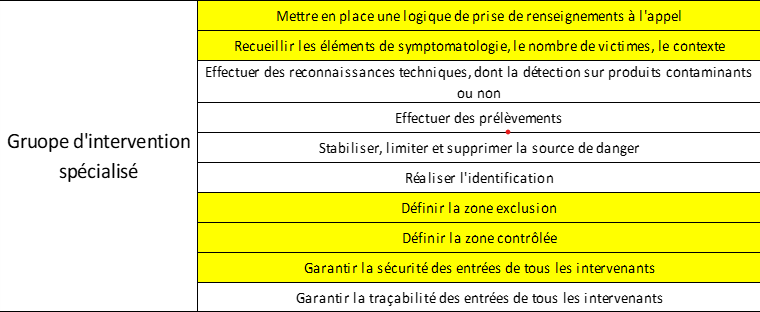 Mettre en place une logique de prise de renseignements à l'appel
Recueillir les éléments de symptomatologie, le nombre de victimes, le contexte
Effectuer des reconnaissances techniques, dont la détection sur produits contaminants
ou non
Effectuer des prélèvements
Gruope d'intervention
spécialisé
Stabiliser, limiter et supprimer la source de danger
Réaliser l'identification
Définir la zone exclusion
Définir la zone contrôlée
Garantir la sécurité des entrées de tous les intervenants
Garantir la traçabilité des entrées de tous les intervenants